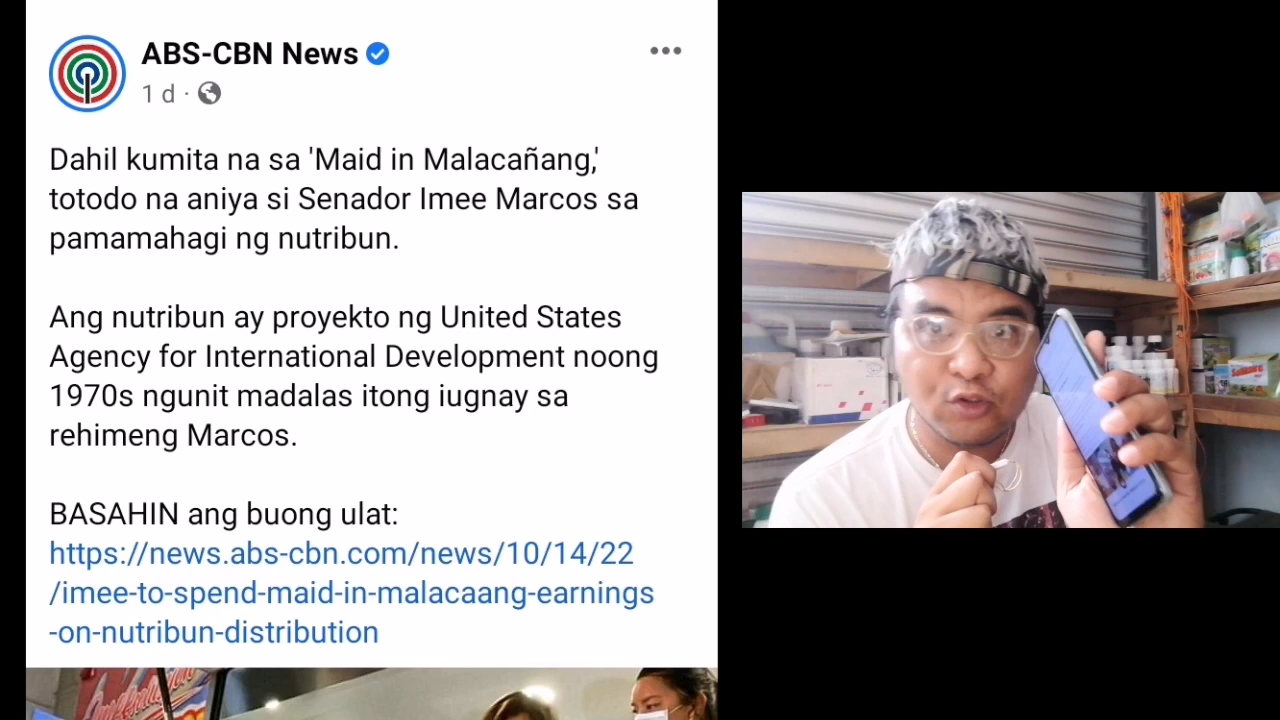 ABS-CBN News
1 d ·
Dahil kumita na sa 'Maid in Malacañang,'
totodo na aniya si Senador Imee Marcos sa
pamamahagi ng nutribun.
Ang nutribun ay proyekto ng United States
Agency for International Development noong
1970s ngunit madalas itong iugnay sa
rehimeng Marcos.
BASAHIN ang buong ulat:
https://news.abs-cbn.com/news/10/14/22
/imee-to-spend-maid-in-malacaang-earnings
-on-nutribun-distribution